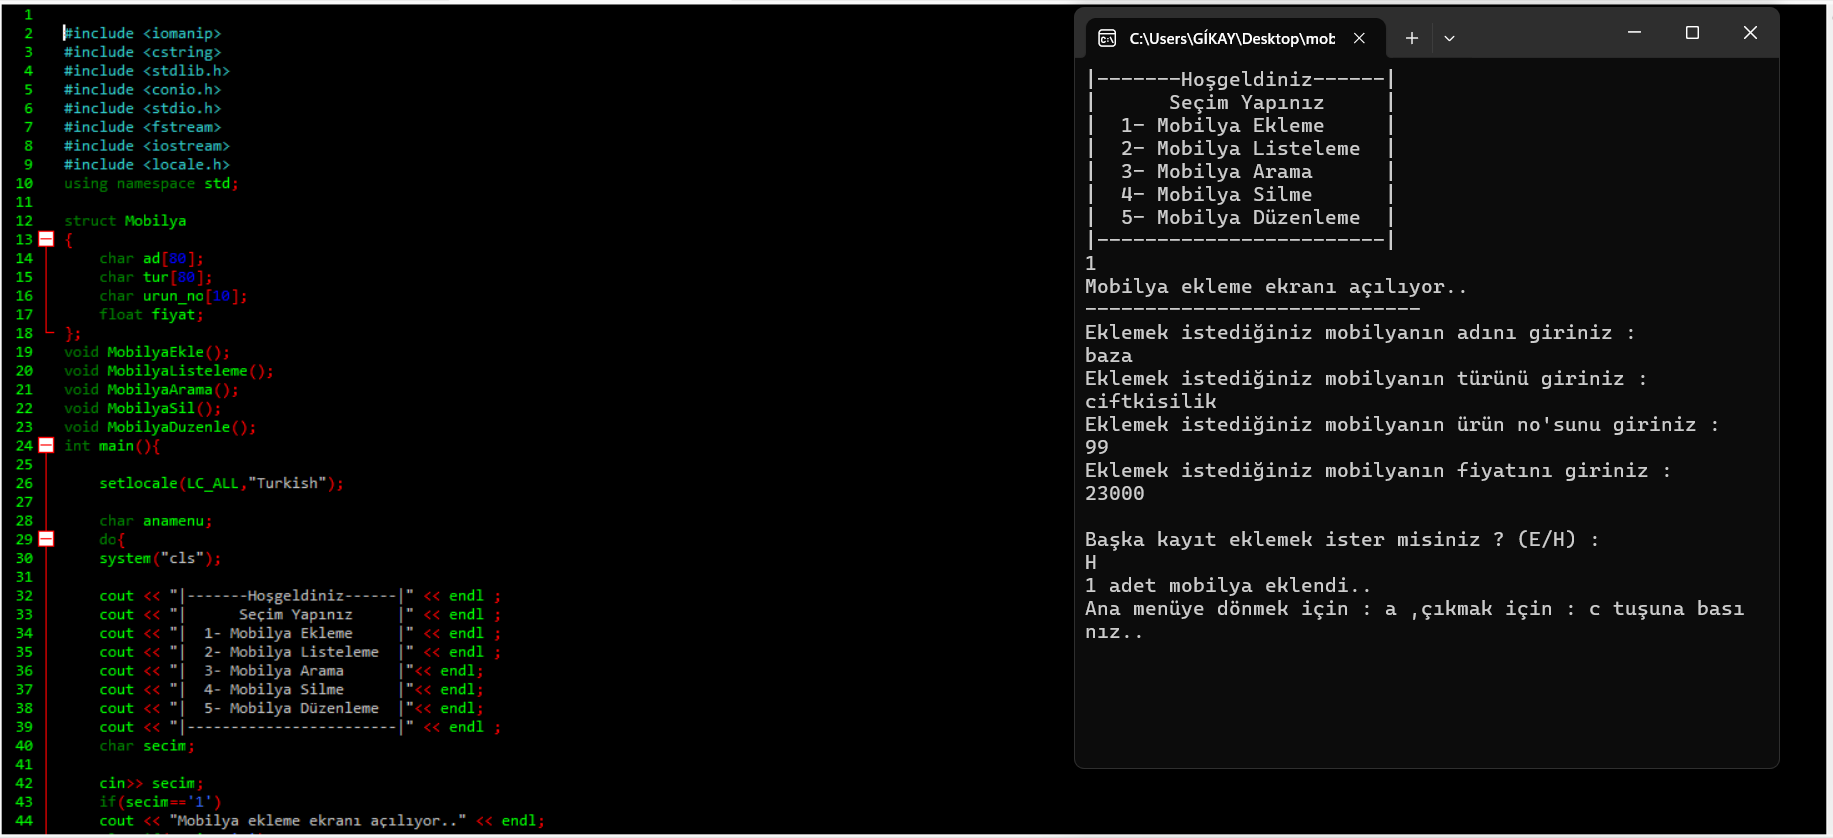 1
2 #include <iomanip>
3 #include <cstring>
4 #include <stdlib.h>
5 #include <conio.h>
6 #include <stdio.h>
7 #include <fstream>
8 #include <iostream>
9 #include <locale.h>
10 using namespace std;
11
12 struct Mobilya
13 {
14 char ad[80];
15 char tur[80];
16 char urun_no[10];
17 float fiyat;
18 };
19 void MobilyaEkle();
20 void MobilyaListeleme();
21 void MobilyaArama();
22 void MobilyaSil();
23 void MobilyaDuzenle();
24 int main(){
25
26 setlocale(LC_ALL,"Turkish");
27
28 char anamenu;
29 do{
30 system("cls");
31
32 cout << "|-------Hoşgeldiniz------|" << endl ;
33 cout << "|      Seçim Yapınız     |" << endl ;
34 cout << "|  1- Mobilya Ekleme     |" << endl ;
35 cout << "|  2- Mobilya Listeleme  |" << endl ;
36 cout << "|  3- Mobilya Arama      |"<< endl;
37 cout << "|  4- Mobilya Silme      |"<< endl;
38 cout << "|  5- Mobilya Düzenleme  |"<< endl;
39 cout << "|------------------------|" << endl ;
40 char secim;
41
42 cin>> secim;
43 if(secim=='1')
44 cout << "Mobilya ekleme ekranı açılıyor.." << endl;
C:\Users\GİKAY\Desktop\mob
|-------Hoşgeldiniz------|
|      Seçim Yapınız     |
|  1- Mobilya Ekleme     |
|  2- Mobilya Listeleme  |
|  3- Mobilya Arama      |
|  4- Mobilya Silme      |
|  5- Mobilya Düzenleme  |
|------------------------|
1
Mobilya ekleme ekranı açılıyor..
----------------------------
Eklemek istediğiniz mobilyanın adını giriniz :
baza
Eklemek istediğiniz mobilyanın türünü giriniz :
ciftkisilik
Eklemek istediğiniz mobilyanın ürün no'sunu giriniz :
99
Eklemek istediğiniz mobilyanın fiyatını giriniz :
23000
Başka kayıt eklemek ister misiniz ? (E/H) :
H
1 adet mobilya eklendi..
Ana menüye dönmek için : a ,çıkmak için : c tuşuna bası
nız..